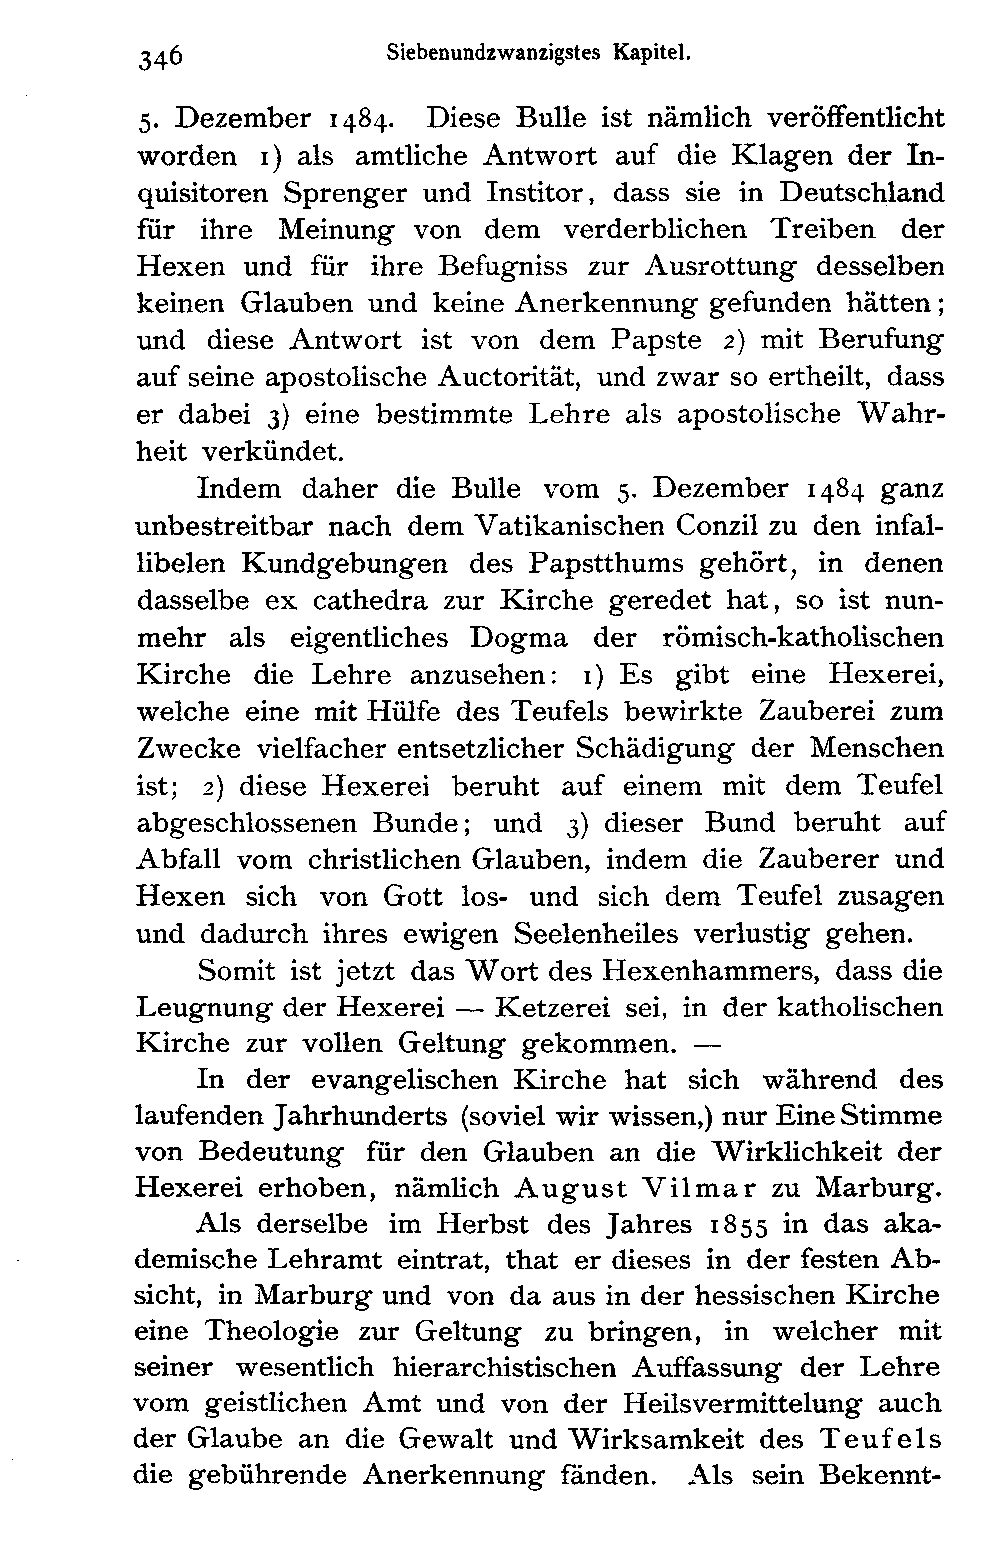 346 Siebenundzwanzigstes Kapitel.
5. Dezember 1484. Diese Bulle ist nämlich veröffentlicht
worden 1) als amtliche Antwort auf die Klagen der In-
quisitoren Sprenger und Institor, dass sie in Deutschland
für ihre Meinung von dem verderblichen Treiben der
Hexen und für ihre Befugniss zur Ausrottung desselben
keinen Glauben und keine Anerkennung gefunden hätten;
und diese Antwort ist von dem Papste 2) mit Berufung
auf seine apostolische Auctorität, und zwar so ertheilt, dass
er dabei 3) eine bestimmte Lehre als apostolische Wahr-
heit verkündet.
Indem daher die Bulle vom 5. Dezember 1484 ganz
unbestreitbar nach dem Vatikanischen Conzil zu den infal-
libelen Kundgebungen des Papstthums gehört, in denen
dasselbe ex cathedra zur Kirche geredet hat, so ist nun-
mehr als eigentliches Dogma der römisch-katholischen
Kirche die Lehre anzusehen: 1) Es gibt eine Hexerei,
welche eine mit Hülfe des Teufels bewirkte Zauberei zum
Zwecke vielfacher entsetzlicher Schädigung der Menschen
ist; 2) diese Hexerei beruht auf einem mit dem Teufel
abgeschlossenen Bunde; und 3) dieser Bund beruht auf
Abfall vom christlichen Glauben, indem die Zauberer und
Hexen sich von Gott los- und sich dem Teufel zusagen
und dadurch ihres ewigen Seelenheiles verlustig gehen.
Somit ist jetzt das Wort des Hexenhammers, dass die
Leugnung der Hexerei — Ketzerei sei, in der katholischen
Kirche zur vollen Geltung gekommen. —
In der evangelischen Kirche hat sich während des
laufenden Jahrhunderts (soviel wir wissen,) nur Eine Stimme
von Bedeutung für den Glauben an die Wirklichkeit der
Hexerei erhoben, nämlich August Vilmar zu Marburg.
Als derselbe im Herbst des Jahres 1855 in das aka-
demische Lehramt eintrat, that er dieses in der festen Ab-
sicht, in Marburg und von da aus in der hessischen Kirche
eine Theologie zur Geltung zu bringen, in welcher mit
seiner wesentlich hierarchistischen Auffassung der Lehre
vom geistlichen Amt und von der Heilsvermittelung auch
der Glaube an die Gewalt und Wirksamkeit des Teufels
die gebührende Anerkennung fänden. Als sein Bekennt-